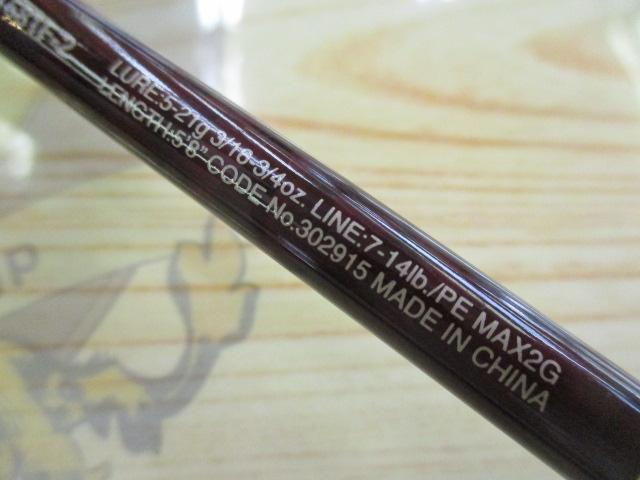 LURE:5-21g 3/16-3/4oz. LINE:7-14lb./PE MAX2G
LENGTH:5'8" CODE No.302915 MADE IN CHINA